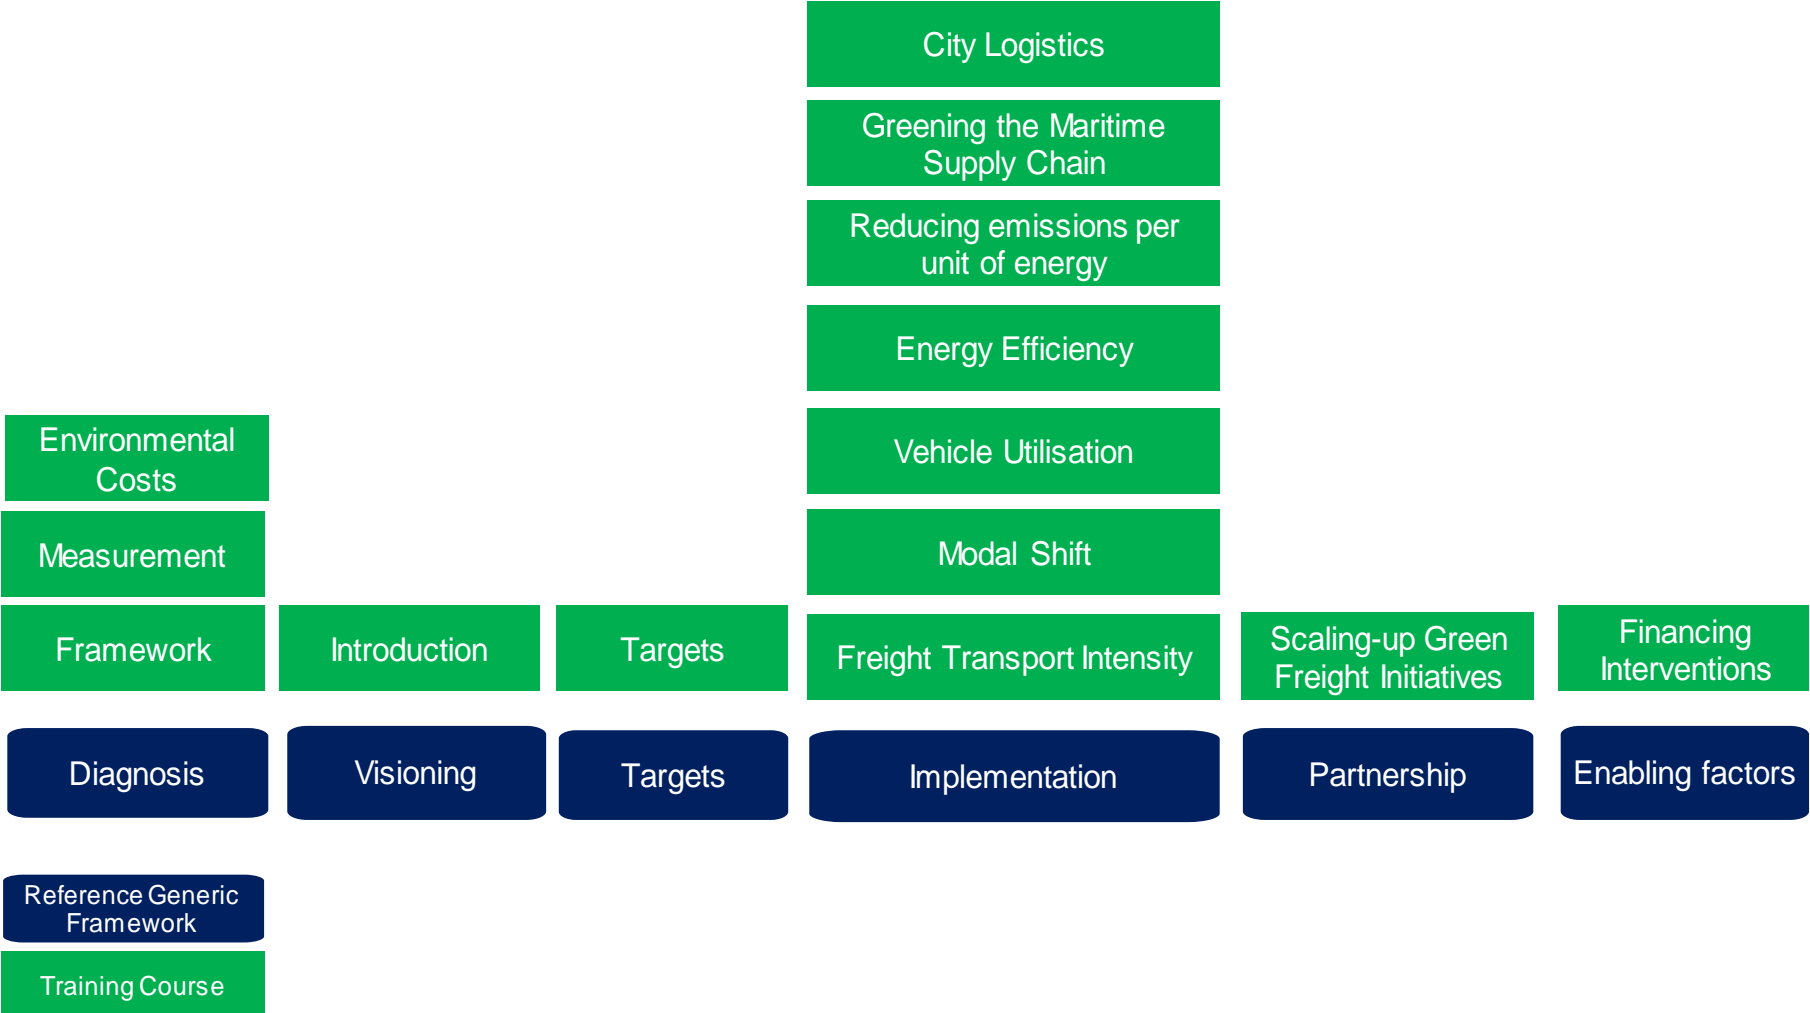 City Logistics
Greening the Maritime
Supply Chain
Reducing emissions per
unit of energy
Energy Efficiency
Environmental
Costs
Vehicle Utilisation
Measurement
Modal Shift
Framework
Introduction
Targets
Freight Transport Intensity
Scaling-up Green
Freight Initiatives
Financing
Interventions
Diagnosis
Visioning
Targets
Implementation
Partnership
Enabling factors
Reference Generic
Framework
Training Course